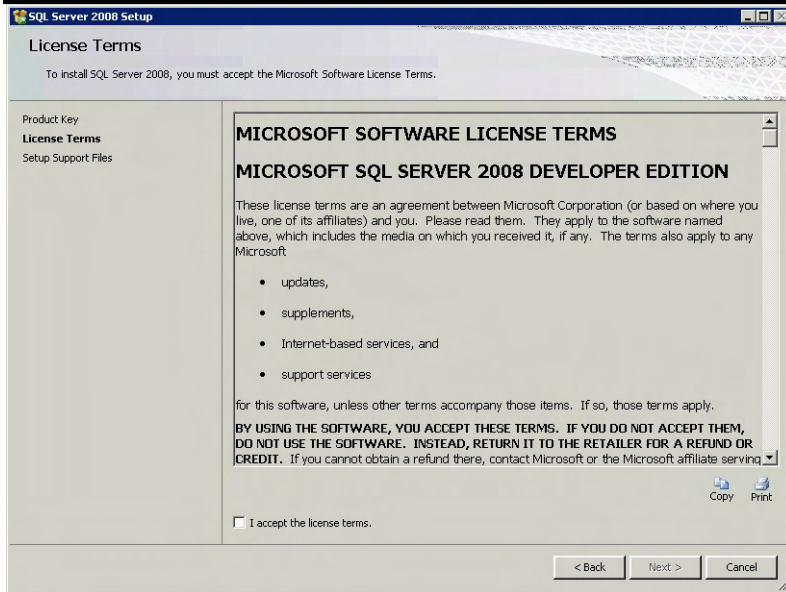 SQL Server 2008 Setup
License Terms
To install SQL Server 2008, you must accept the Microsoft Software License Terms.
Product Key
License Terms
Setup Support Files
MICROSOFT SOFTWARE LICENSE TERMS
MICROSOFT SQL SERVER 2008 DEVELOPER EDITION
These license terms are an agreement between Microsoft Corporation (or based on where you
live, one of its affiliates) and you. Please read them. They apply to the software named
above, which includes the media on which you received it, if any. The terms also apply to any
Microsoft
• updates,
• supplements,
• Internet-based services, and
• support services
for this software, unless other terms accompany those items. If so, those terms apply.
BY USING THE SOFTWARE, YOU ACCEPT THESE TERMS. IF YOU DO NOT ACCEPT THEM,
DO NOT USE THE SOFTWARE. INSTEAD, RETURN IT TO THE RETAILER FOR A REFUND OR
CREDIT. If you cannot obtain a refund there, contact Microsoft or the Microsoft affiliate serving
Copy Print
I accept the license terms.
< Back Next > Cancel